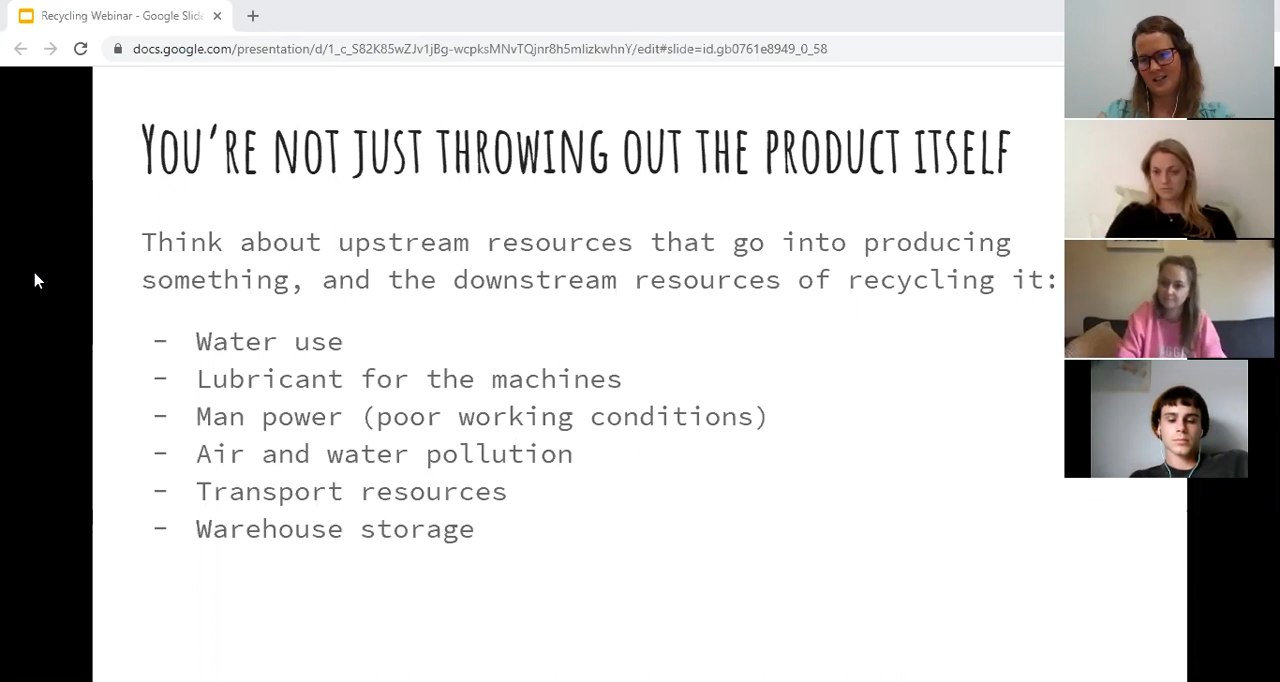 Recycling Webinar - Google Slide
docs.google.com/presentation/d/1_c_S82K85wZJv1jBg-wcpksMNvTQjnr8h5mlizkwhnY/edit#slide=id.gb0761e8949_0_58
YOU'RE NOT JUST THROWING OUT THE PRODUCT ITSELF
Think about upstream resources that go into producing
something, and the downstream resources of recycling it:
- Water use
- Lubricant for the machines
- Man power (poor working conditions)
- Air and water pollution
- Transport resources
- Warehouse storage